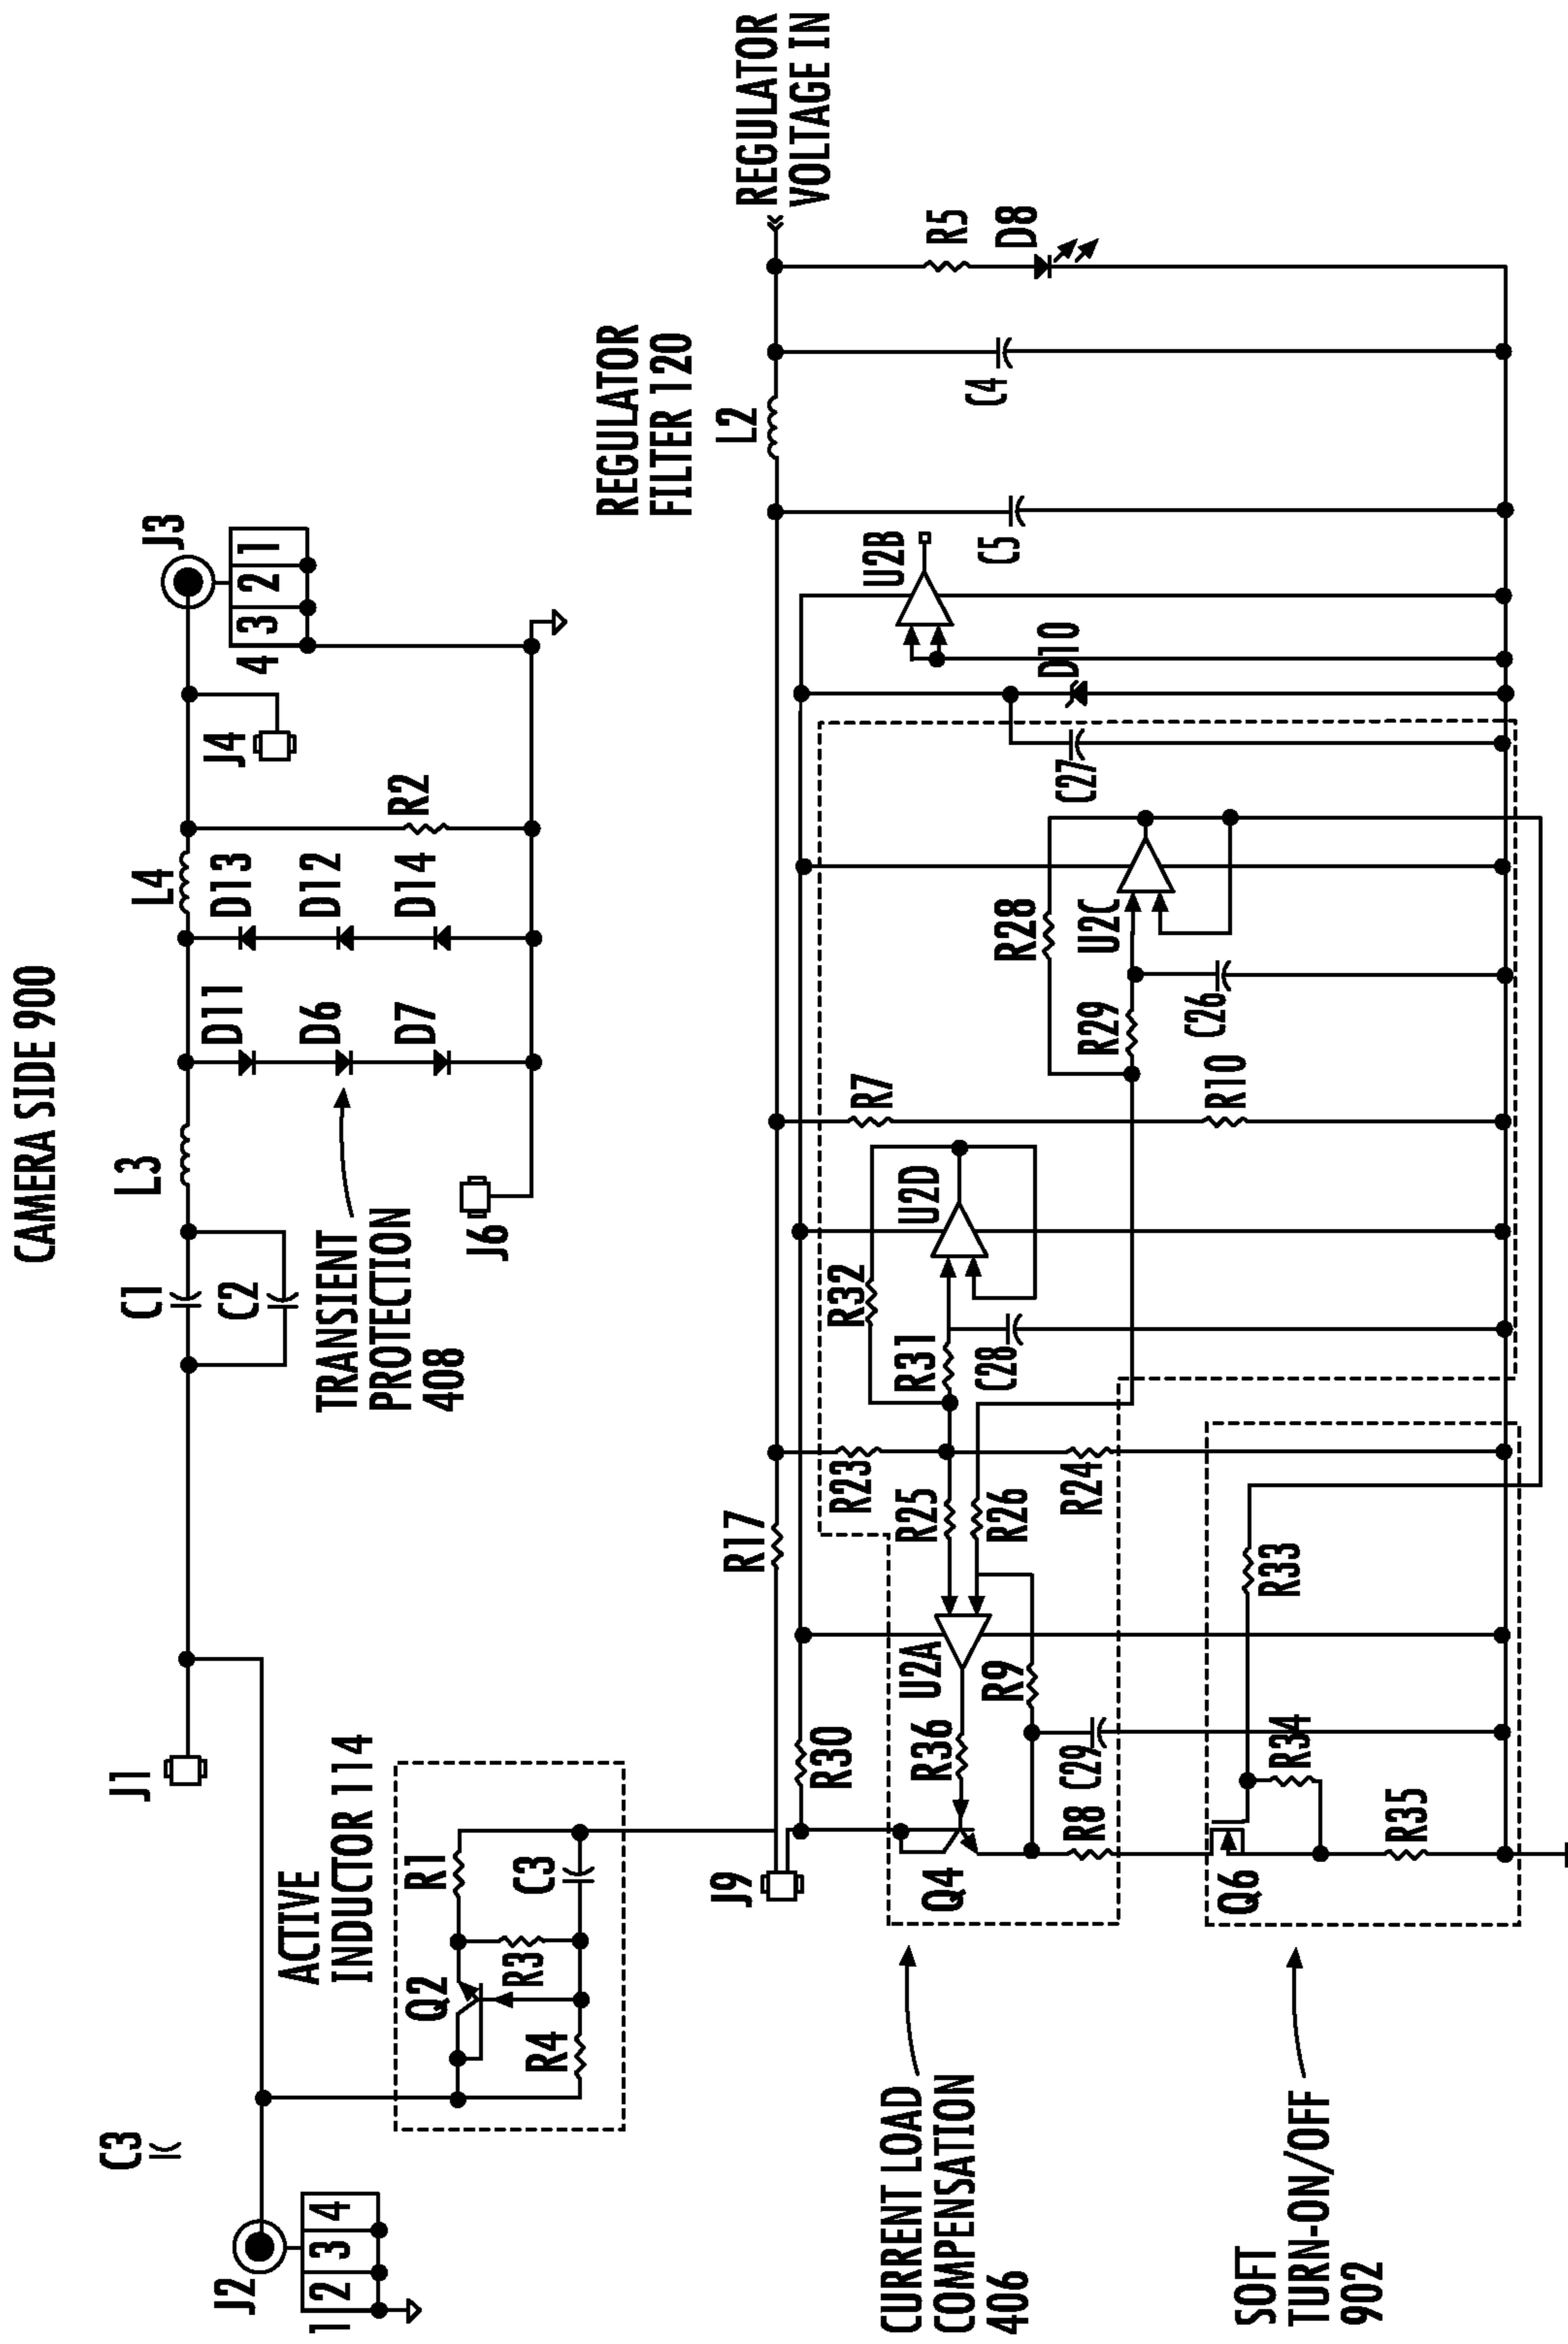 CAMERA SIDE 900
C3
J2
1 2 3 4
J1
C1
C2
L3
D11
D6
D7
L4
D13
D12
D14
R2
J4
J3
4 3 2 1
TRANSIENT
PROTECTION
408
J6
ACTIVE
INDUCTOR 114
Q2
R1
R3
R4
C3
J9
R17
R30
REGULATOR
FILTER 120
L2
REGULATOR
VOLTAGE IN
R5
D8
C4
C5
U2B
D10
C27
R28
U2C
R29
C26
R7
R10
U2D
R32
R31
C28
R23
R25
R26
R24
U2A
R9
R36
C29
Q4
R8
CURRENT LOAD
COMPENSATION
406
R33
R34
Q6
R35
SOFT
TURN-ON/OFF
902